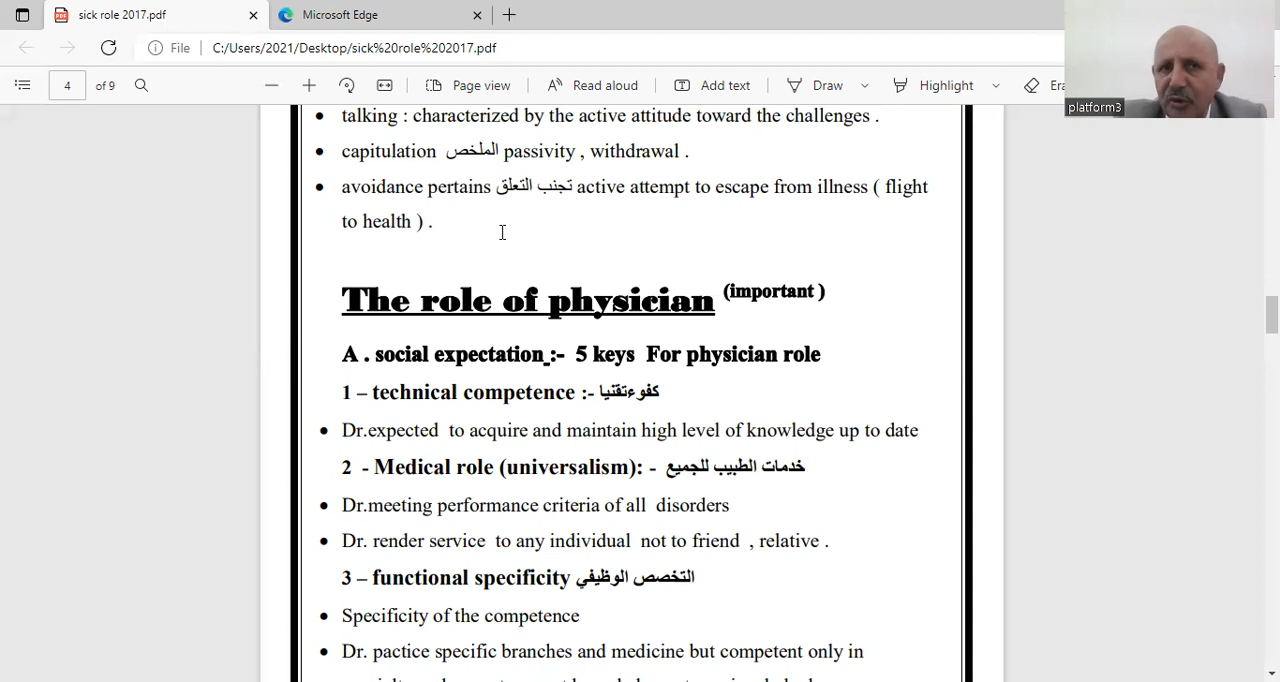 sick role 2017.pdf
Microsoft Edge
File
C:/Users/2021/Desktop/sick%20role%202017.pdf
4 of 9
Page view
Read aloud
Add text
Draw
Highlight
Era
platform3
• talking : characterized by the active attitude toward the challenges .
• capitulation الملخص passivity , withdrawal .
• avoidance pertains تجنب التعلق active attempt to escape from illness ( flight
to health ) .
The role of physician (important )
A . social expectation :- 5 keys For physician role
1 – technical competence :- كفوءتقنيا
• Dr.expected to acquire and maintain high level of knowledge up to date
2 - Medical role (universalism): - خدمات الطبيب للجميع
• Dr.meeting performance criteria of all disorders
• Dr. render service to any individual not to friend , relative .
3 – functional specificity التخصص الوظيفي
• Specificity of the competence
• Dr. pactice specific branches and medicine but competent only in